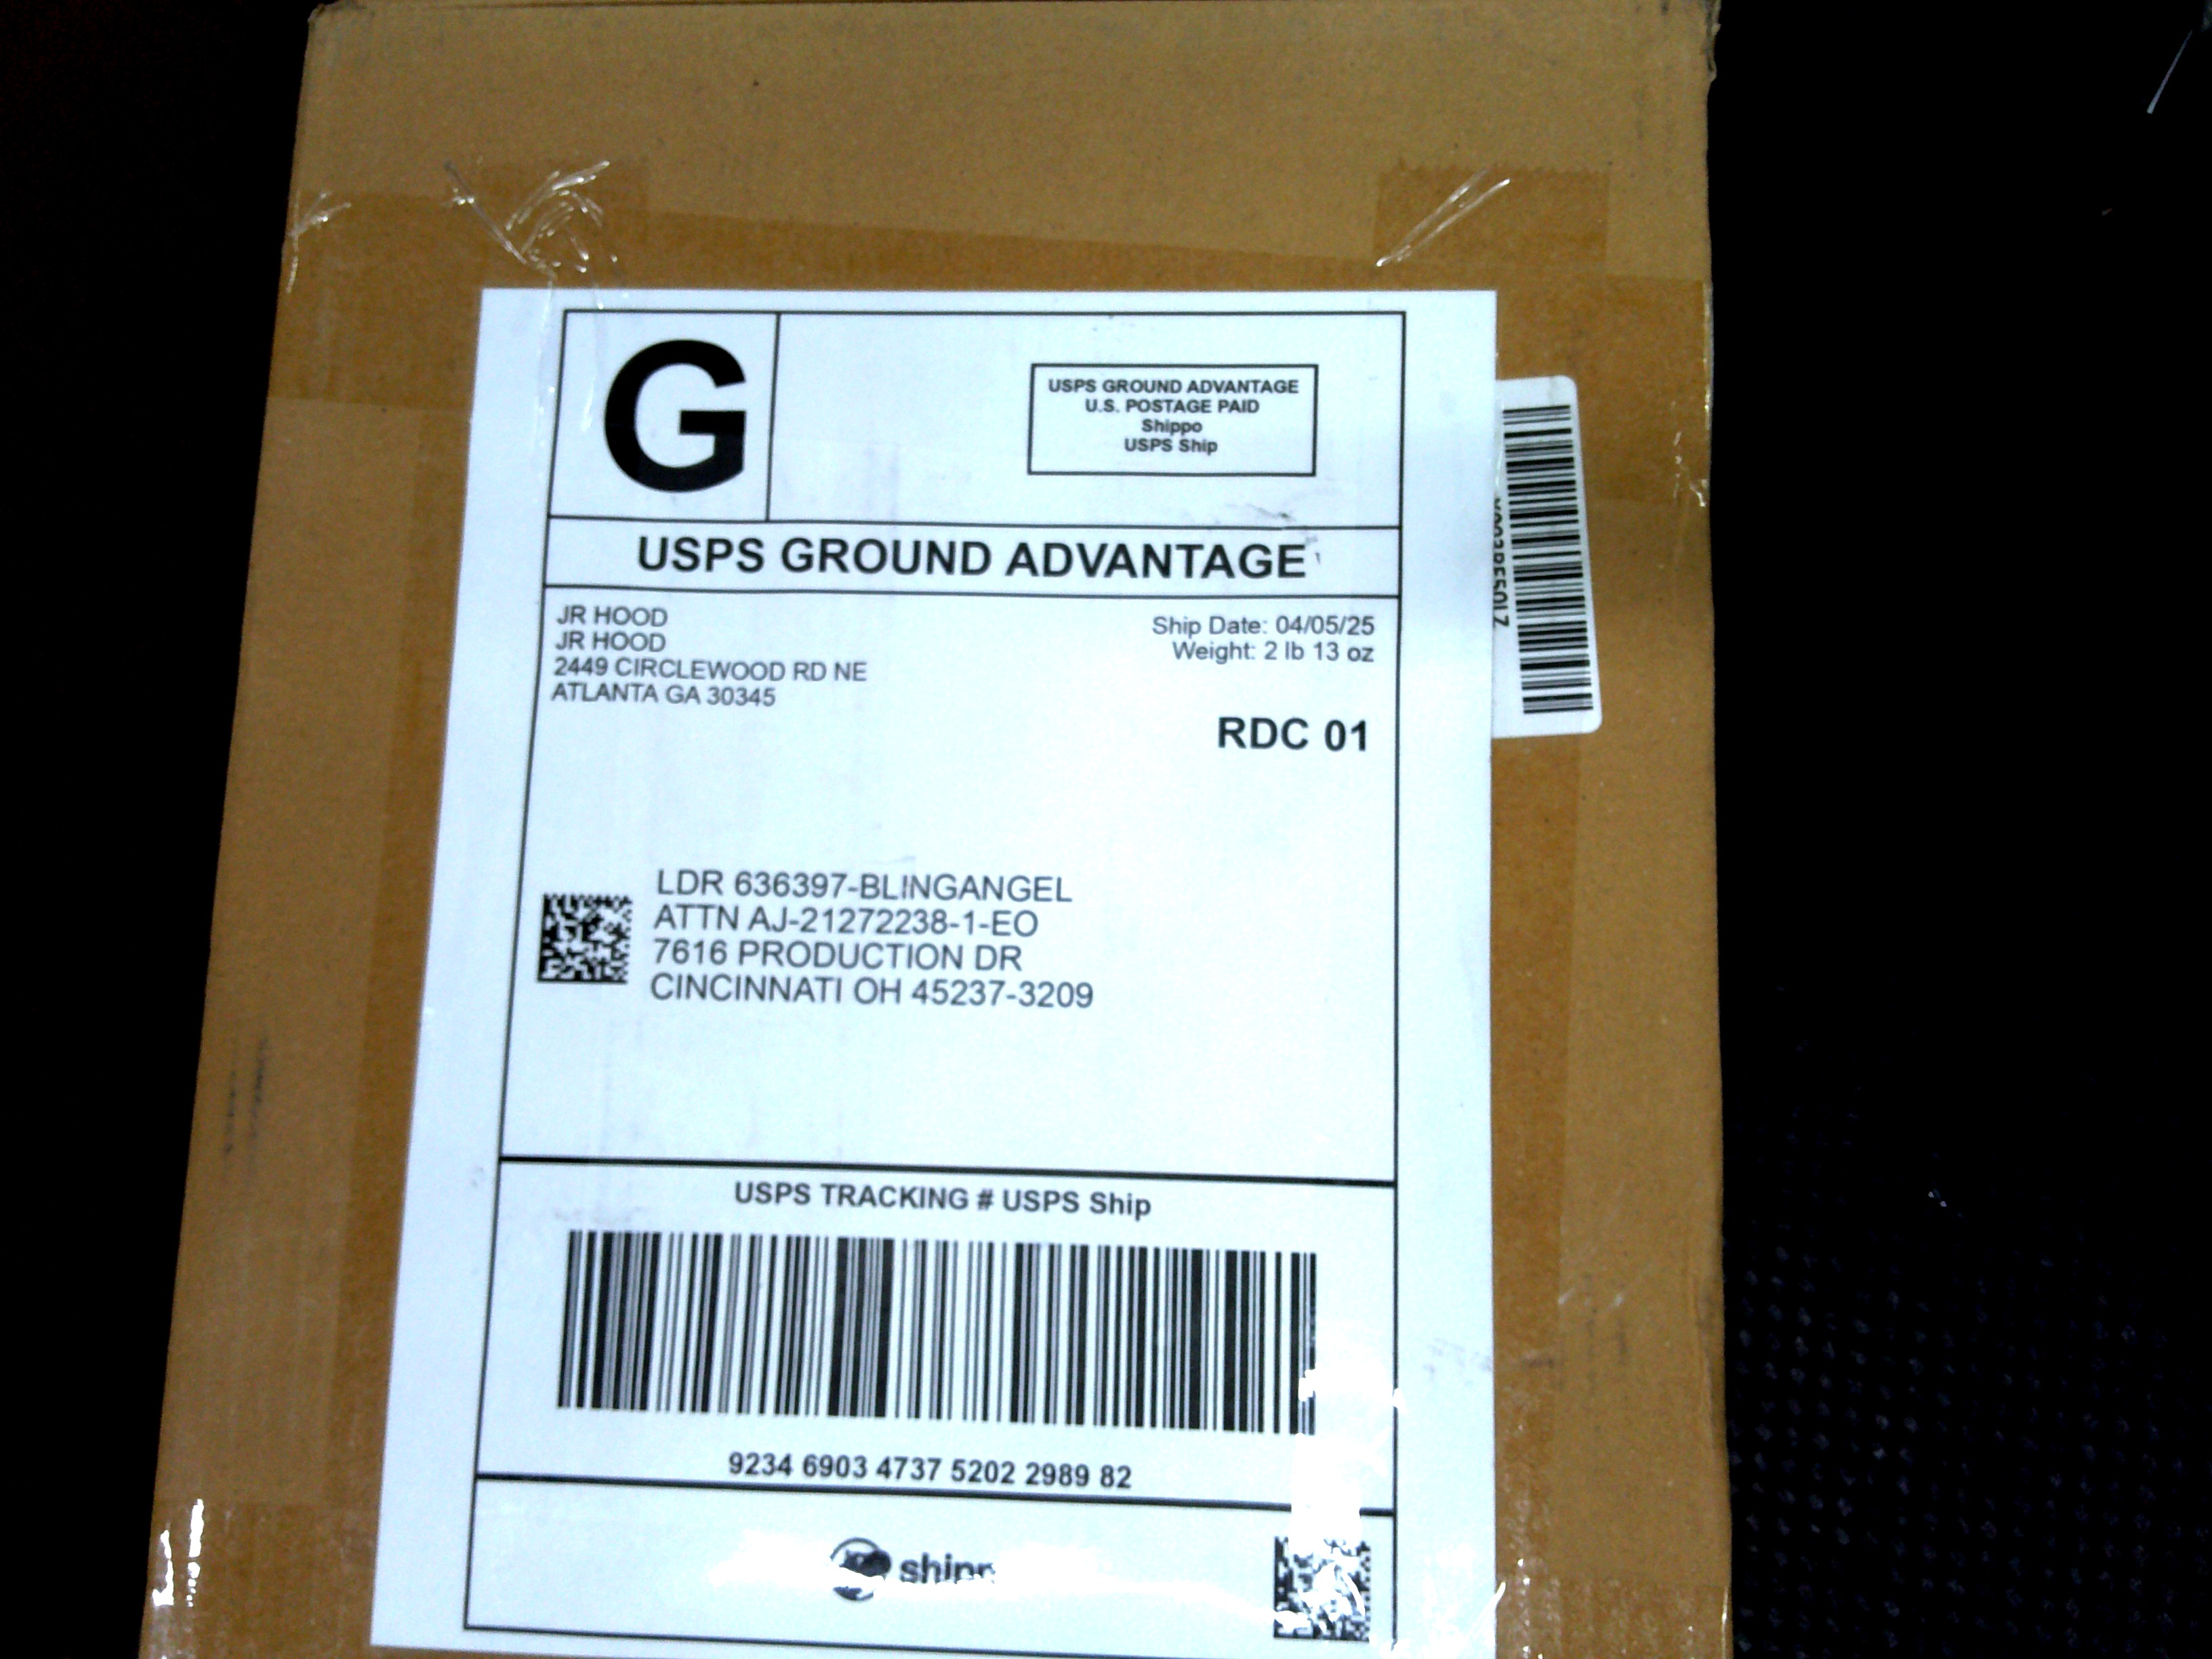 G
USPS GROUND ADVANTAGE
U.S. POSTAGE PAID
Shippo
USPS Ship
USPS GROUND ADVANTAGE
JR HOOD
JR HOOD
2449 CIRCLEWOOD RD NE
ATLANTA GA 30345
Ship Date: 04/05/25
Weight: 2 lb 13 oz
RDC 01
LDR 636397-BLINGANGEL
ATTN AJ-21272238-1-EO
7616 PRODUCTION DR
CINCINNATI OH 45237-3209
USPS TRACKING # USPS Ship
9234 6903 4737 5202 2989 82